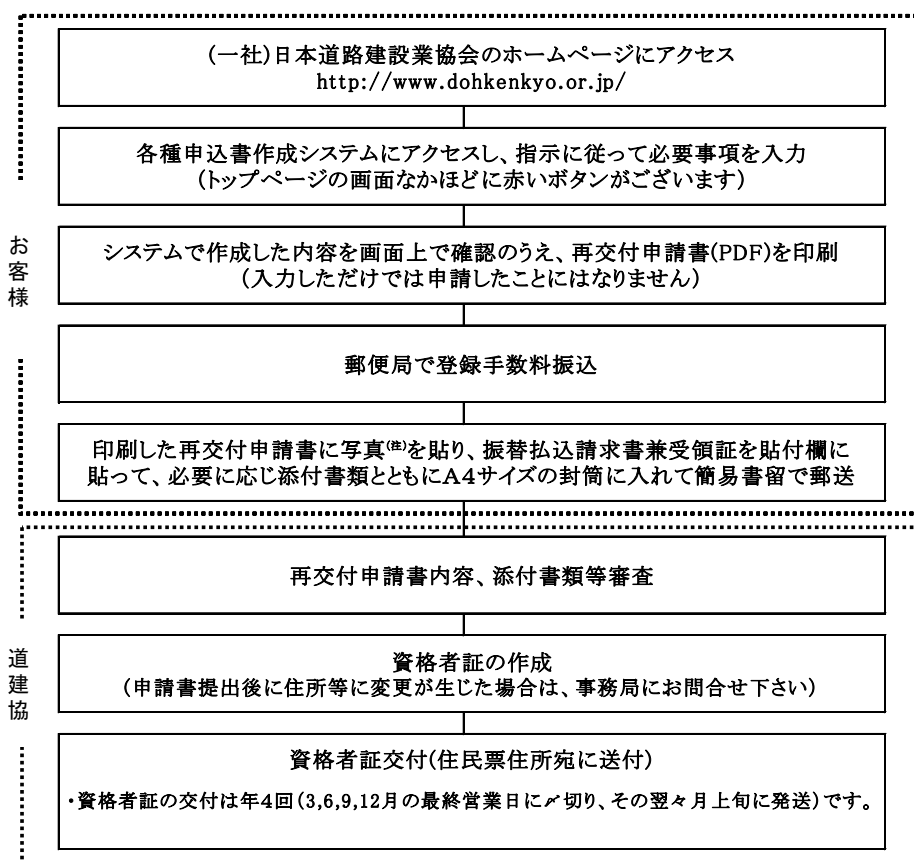 (一社)日本道路建設業協会のホームページにアクセス
http://www.dohkenkyo.or.jp/
各種申込書作成システムにアクセスし、指示に従って必要事項を入力
(トップページの画面なかほどに赤いボタンがございます)
システムで作成した内容を画面上で確認のうえ、再交付申請書(PDF)を印刷
(入力しただけでは申請したことにはなりません)
お客様
郵便局で登録手数料振込
印刷した再交付申請書に写真(注)を貼り、振替払込請求書兼受領証を貼付欄に
貼って、必要に応じ添付書類とともにA4サイズの封筒に入れて簡易書留で郵送
再交付申請書内容、添付書類等審査
道建協
資格者証の作成
(申請書提出後に住所等に変更が生じた場合は、事務局にお問合せ下さい)
資格者証交付(住民票住所宛に送付)
・資格者証の交付は年4回(3,6,9,12月の最終営業日に〆切り、その翌々月上旬に発送)です。